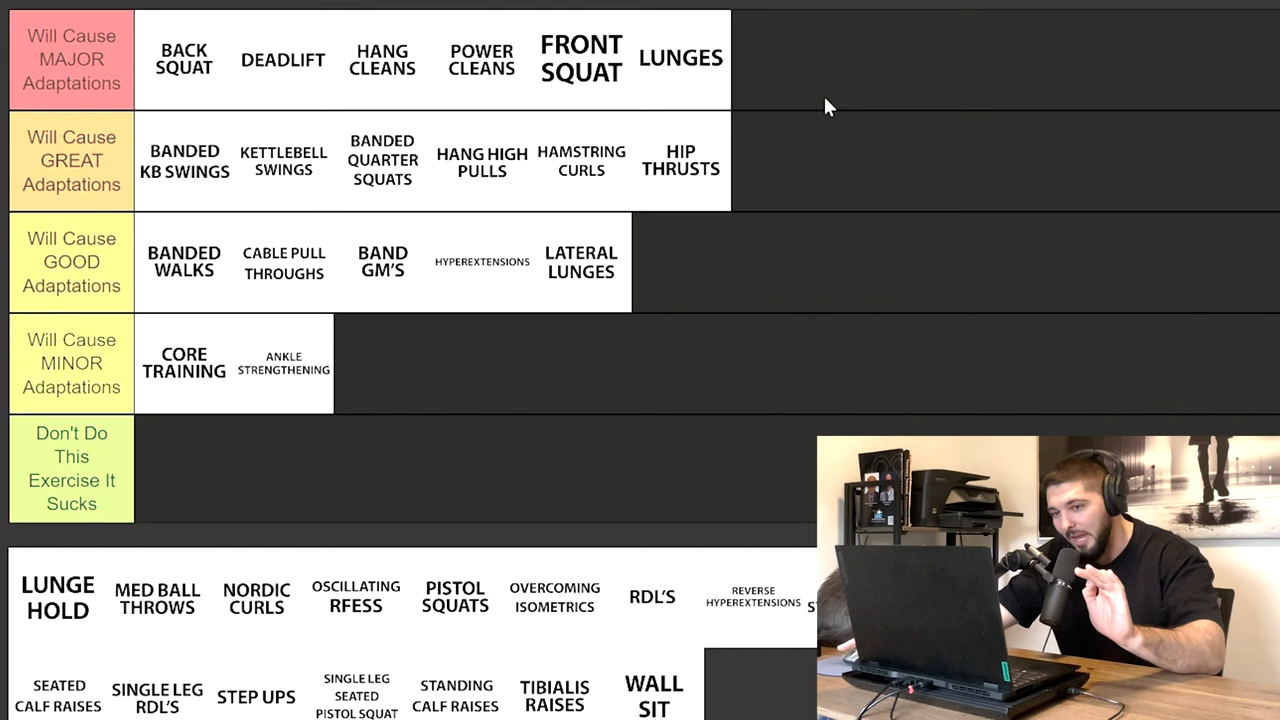 Will Cause
MAJOR
Adaptations
BACK
SQUAT
DEADLIFT
HANG
CLEANS
POWER
CLEANS
FRONT
SQUAT
LUNGES
Will Cause
GREAT
Adaptations
BANDED
KB SWINGS
KETTLEBELL
SWINGS
BANDED
QUARTER
SQUATS
HANG HIGH
PULLS
HAMSTRING
CURLS
HIP
THRUSTS
Will Cause
GOOD
Adaptations
BANDED
WALKS
CABLE PULL
THROUGHS
BAND
GM'S
HYPEREXTENSIONS
LATERAL
LUNGES
Will Cause
MINOR
Adaptations
CORE
TRAINING
ANKLE
STRENGTHENING
Don't Do
This
Exercise It
Sucks
LUNGE
HOLD
MED BALL
THROWS
NORDIC
CURLS
OSCILLATING
RFESS
PISTOL
SQUATS
OVERCOMING
ISOMETRICS
RDL'S
REVERSE
HYPEREXTENSIONS
SEATED
CALF RAISES
SINGLE LEG
RDL'S
STEP UPS
SINGLE LEG
SEATED
PISTOL SQUAT
STANDING
CALF RAISES
TIBIALIS
RAISES
WALL
SIT